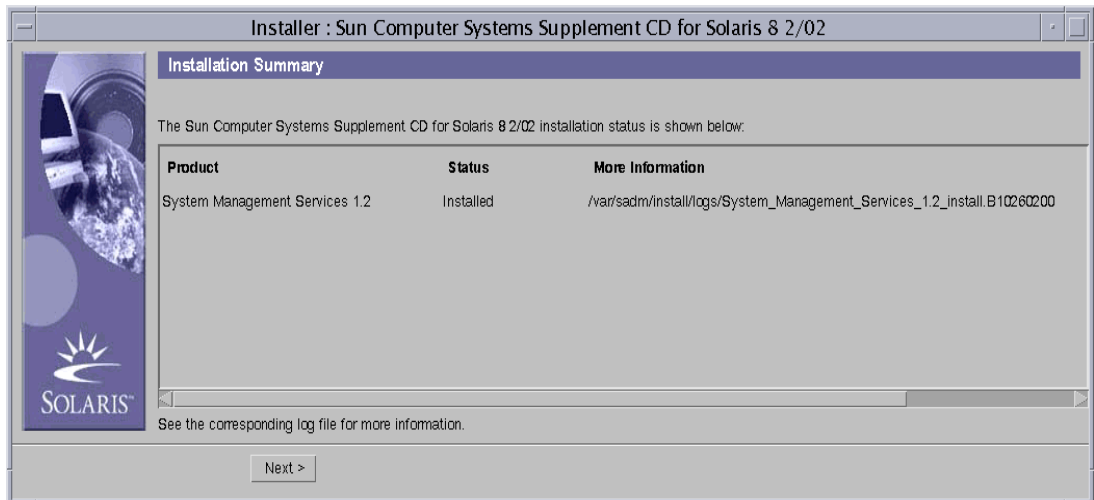 Installer : Sun Computer Systems Supplement CD for Solaris 8 2/02
Installation Summary
The Sun Computer Systems Supplement CD for Solaris 8 2/02 installation status is shown below:
Product Status More Information
System Management Services 1.2 Installed /var/sadm/install/logs/System_Management_Services_1.2_install.B10260200
SOLARIS™
See the corresponding log file for more information.
Next >